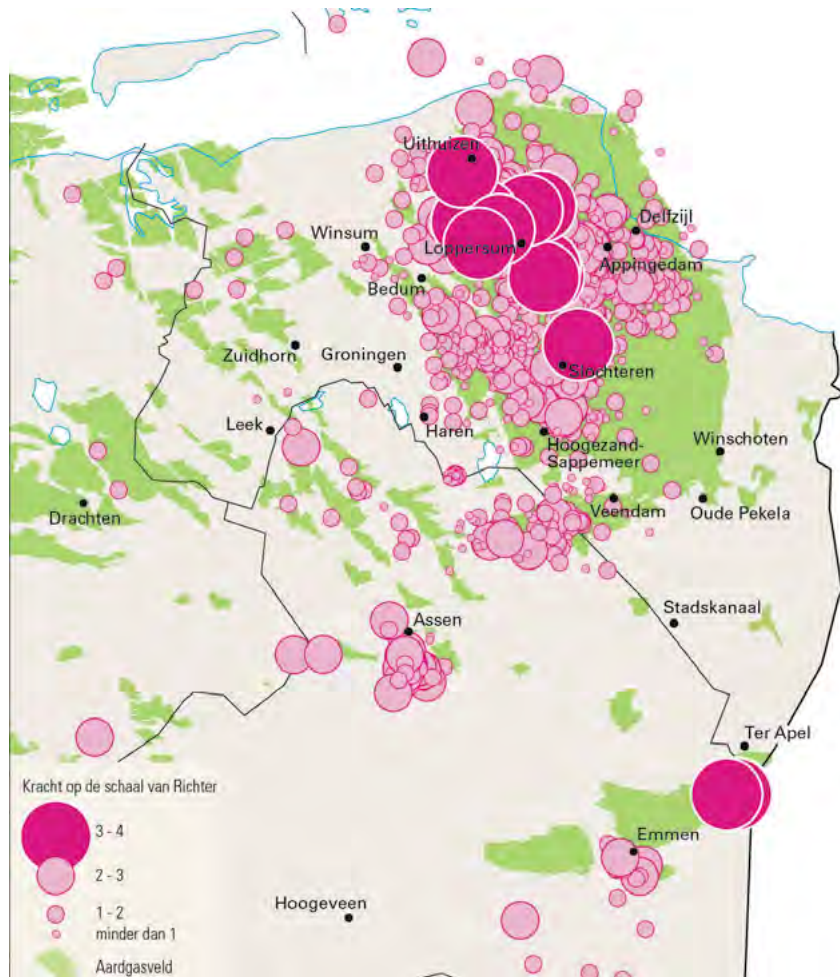 Uithuizen
Delfzijl
Winsum
Loppersum
Appingedam
Bedum
Zuidhorn
Groningen
Slochteren
Leek
Haren
Hoogezand-
Sappemeer
Winschoten
Drachten
Veendam
Oude Pekela
Stadskanaal
Assen
Ter Apel
Kracht op de schaal van Richter
3 - 4
2 - 3
1 - 2
minder dan 1
Aardgasveld
Emmen
Hoogeveen